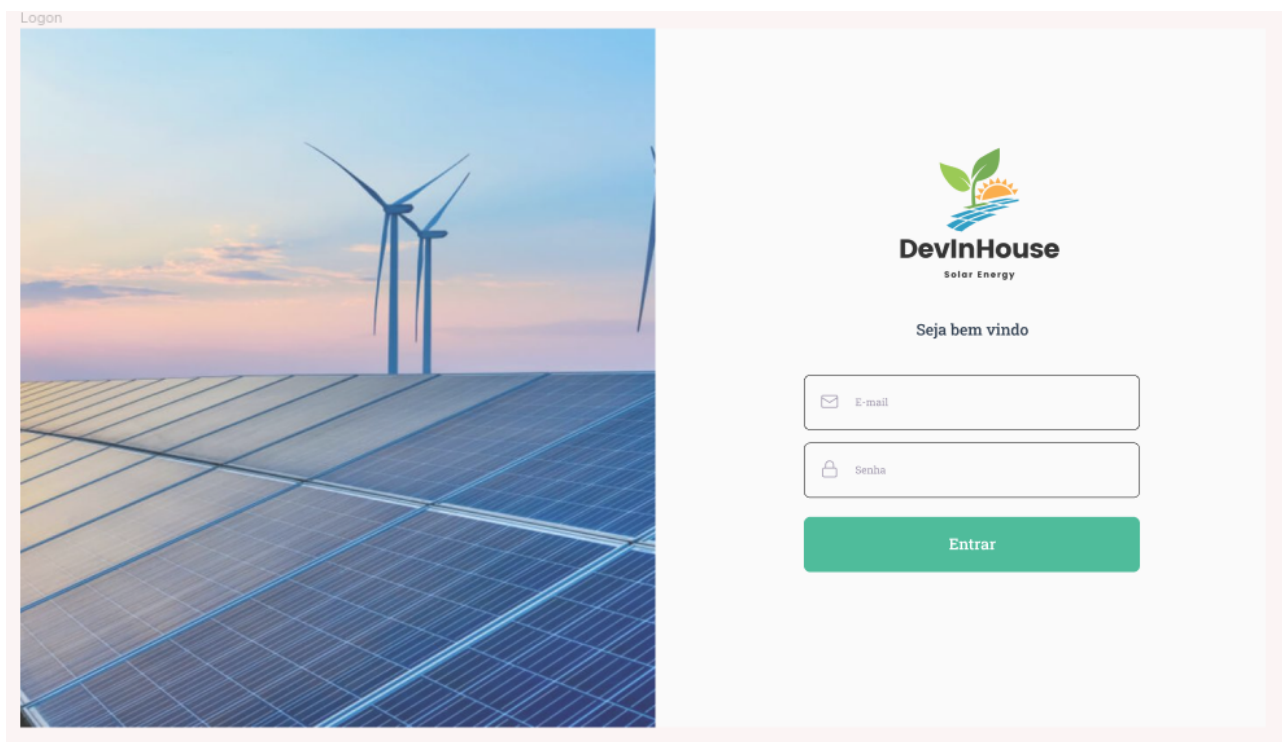 Logon
DevInHouse
Solar Energy
Seja bem vindo
E-mail
Senha
Entrar